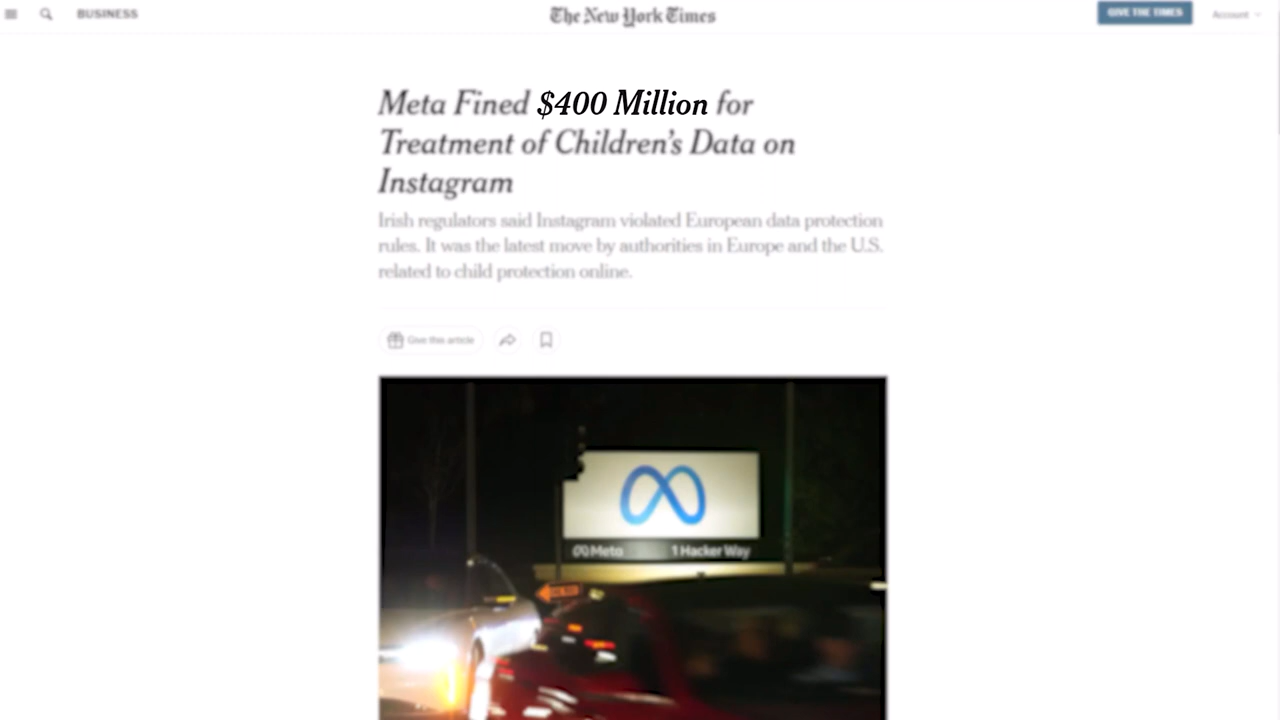 BUSINESS
The New York Times
GIVE THE TIMES
Account
Meta Fined $400 Million for
Treatment of Children's Data on
Instagram
Irish regulators said Instagram violated European data protection
rules. It was the latest move by authorities in Europe and the U.S.
related to child protection online.
Give this article
Meta
1 Hacker Way